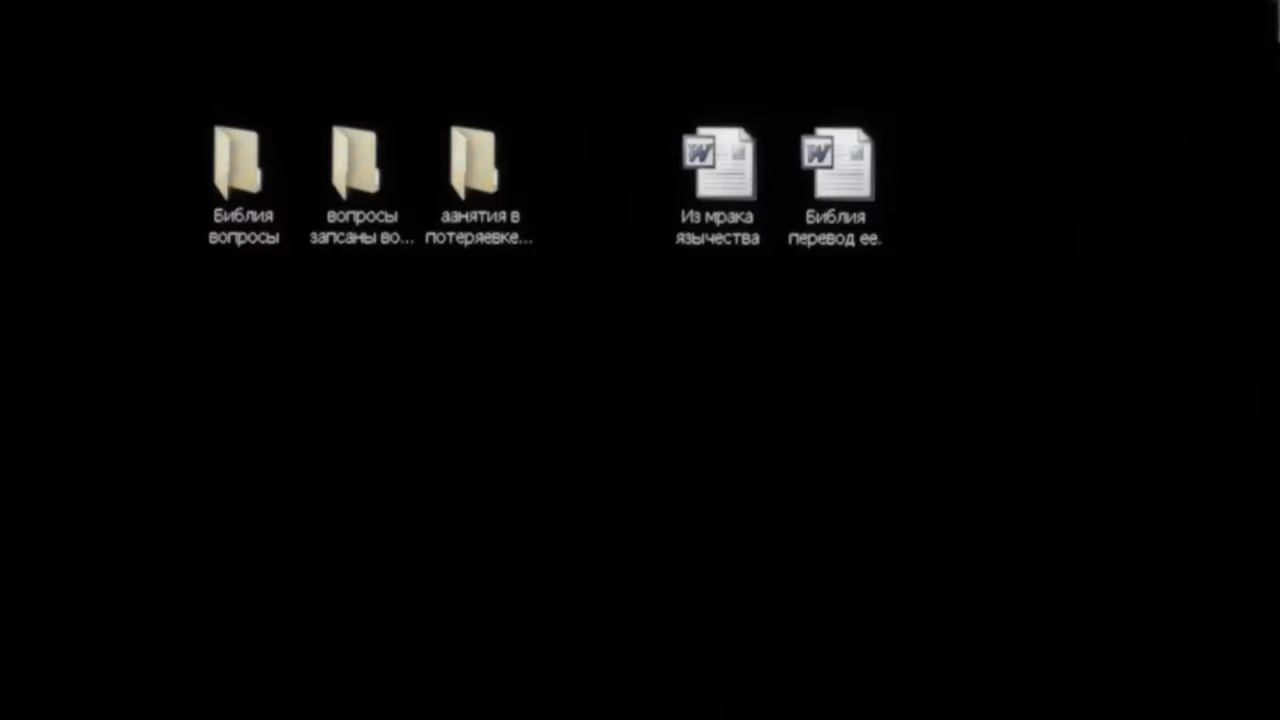 Библия
вопросы
вопросы
запсаны во...
аанятия в
потеряевке...
Из мрака
язычества
Библия
перевод ее.